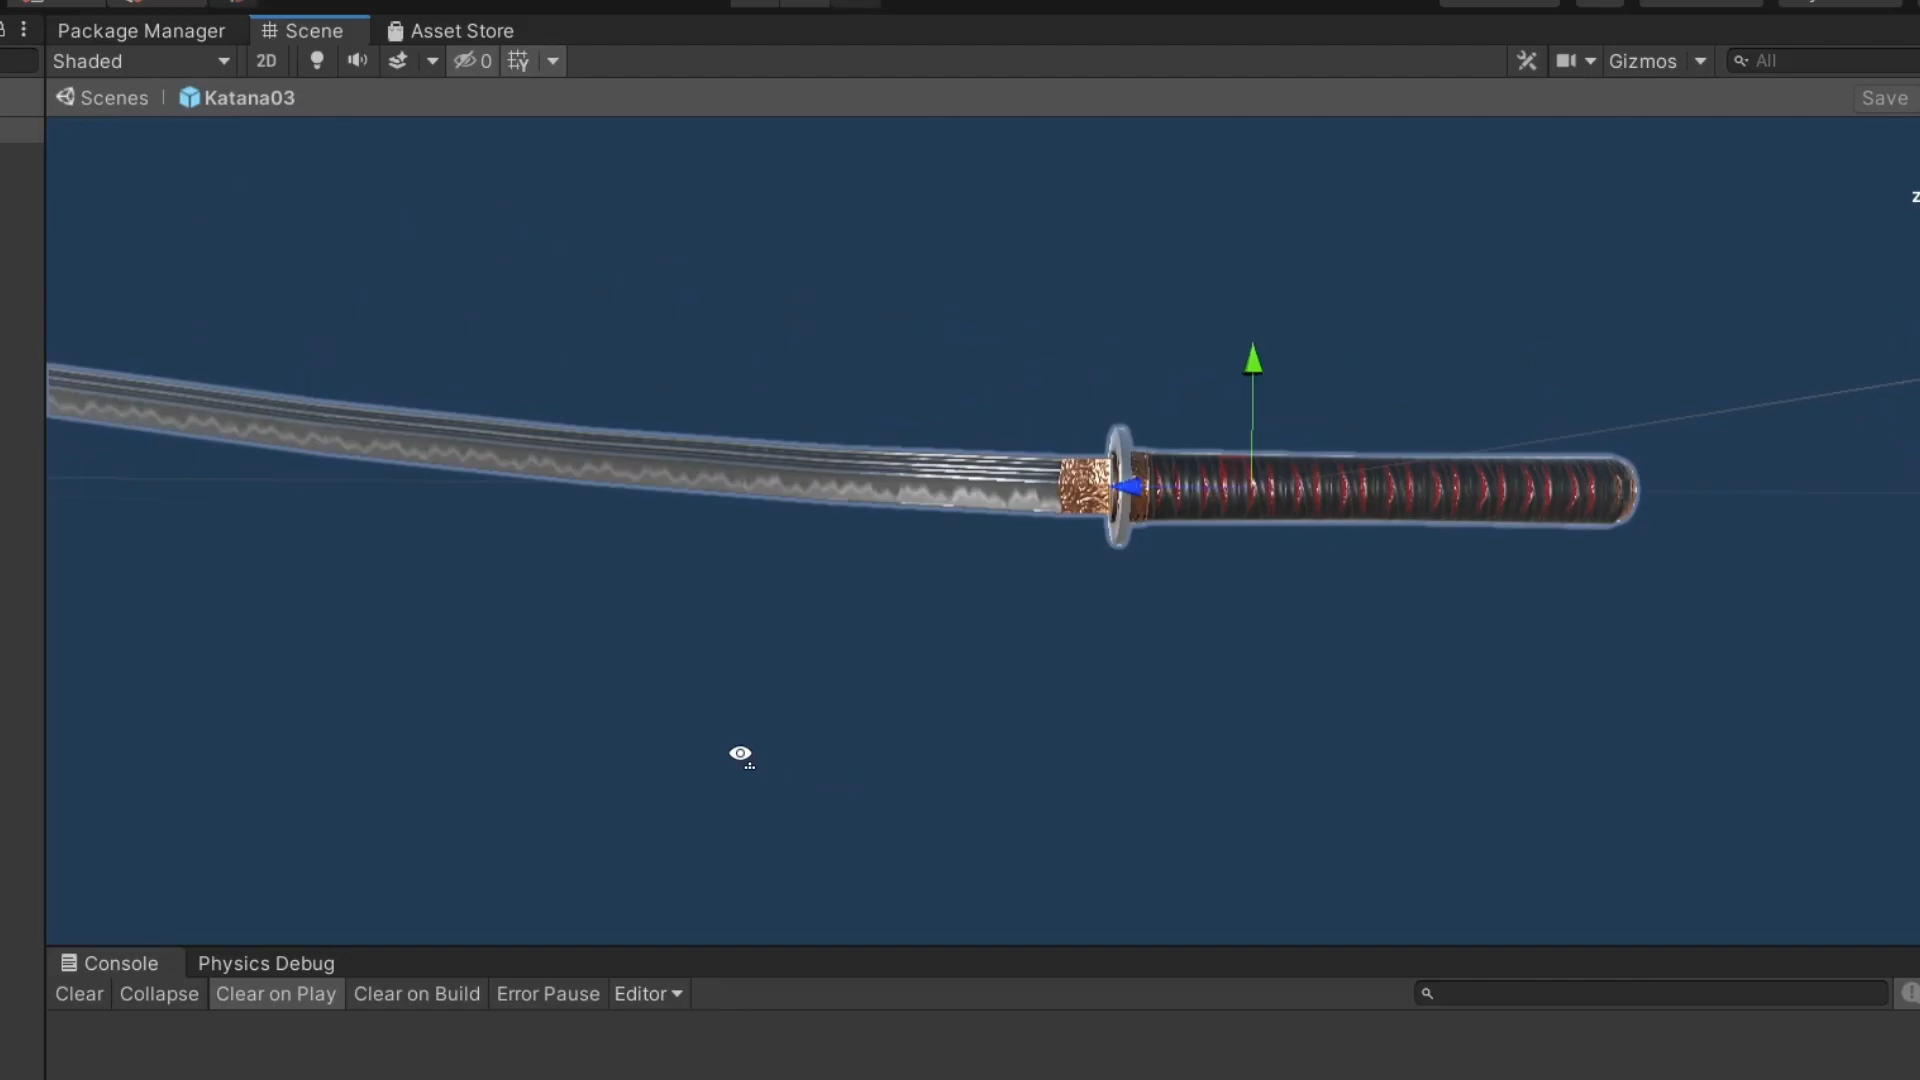 Package Manager Scene Asset Store
Shaded 2D 0 Gizmos All
Scenes Katana03 Save
z
Console Physics Debug
Clear Collapse Clear on Play Clear on Build Error Pause Editor